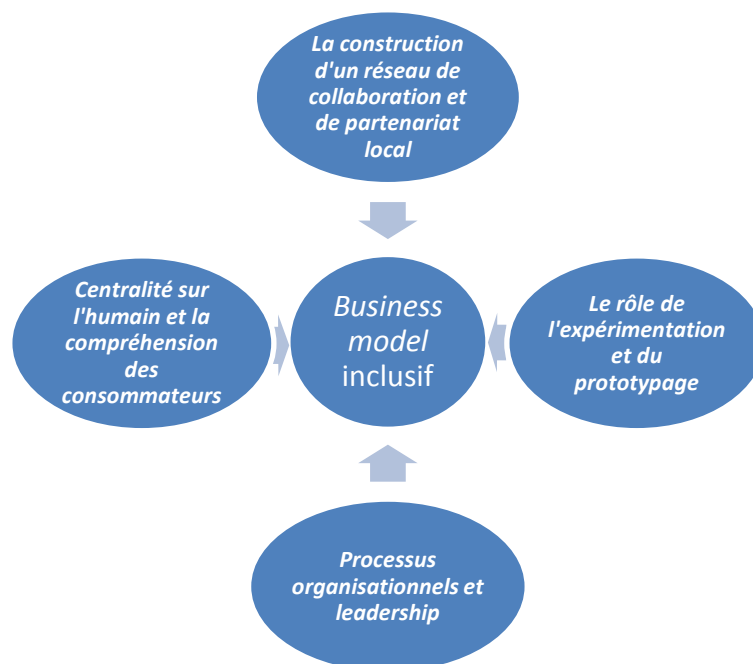 La construction
d'un réseau de
collaboration et
de partenariat
local
Centralité sur
l'humain et la
compréhension
des
consommateurs
Business
model
inclusif
Le rôle de
l'expérimentation
et du
prototypage
Processus
organisationnels et
leadership